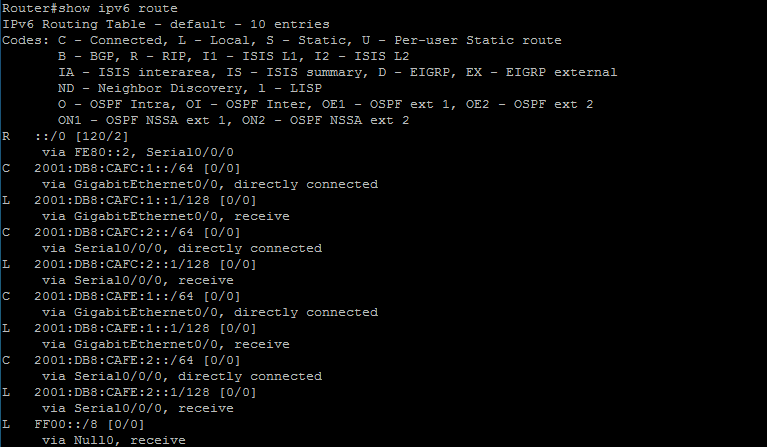 Router#show ipv6 route
IPv6 Routing Table - default - 10 entries
Codes: C - Connected, L - Local, S - Static, U - Per-user Static route
       B - BGP, R - RIP, I1 - ISIS L1, I2 - ISIS L2
       IA - ISIS interarea, IS - ISIS summary, D - EIGRP, EX - EIGRP external
       ND - Neighbor Discovery, l - LISP
       O - OSPF Intra, OI - OSPF Inter, OE1 - OSPF ext 1, OE2 - OSPF ext 2
       ON1 - OSPF NSSA ext 1, ON2 - OSPF NSSA ext 2
R   ::/0 [120/2]
     via FE80::2, Serial0/0/0
C   2001:DB8:CAFC:1::/64 [0/0]
     via GigabitEthernet0/0, directly connected
L   2001:DB8:CAFC:1::1/128 [0/0]
     via GigabitEthernet0/0, receive
C   2001:DB8:CAFC:2::/64 [0/0]
     via Serial0/0/0, directly connected
L   2001:DB8:CAFC:2::1/128 [0/0]
     via Serial0/0/0, receive
C   2001:DB8:CAFE:1::/64 [0/0]
     via GigabitEthernet0/0, directly connected
L   2001:DB8:CAFE:1::1/128 [0/0]
     via GigabitEthernet0/0, receive
C   2001:DB8:CAFE:2::/64 [0/0]
     via Serial0/0/0, directly connected
L   2001:DB8:CAFE:2::1/128 [0/0]
     via Serial0/0/0, receive
L   FF00::/8 [0/0]
     via Null0, receive